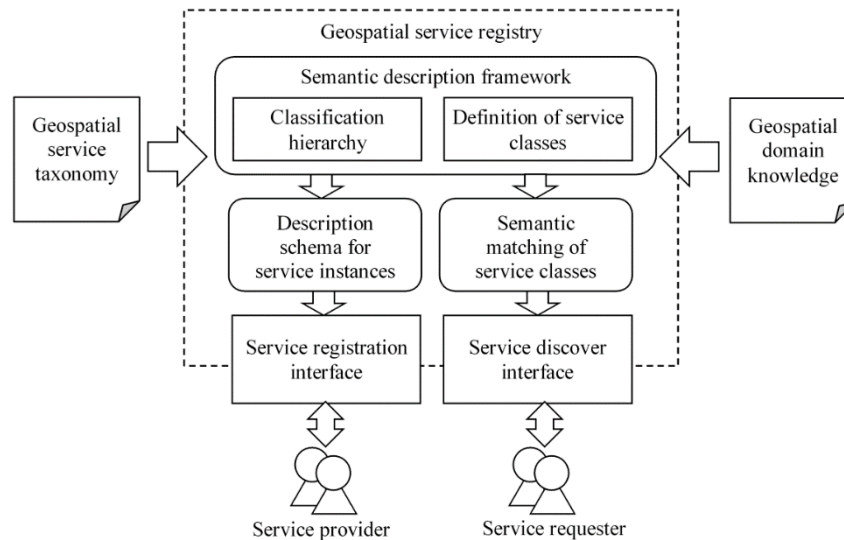 Geospatial service registry
Semantic description framework
Classification
hierarchy
Definition of service
classes
Geospatial
service
taxonomy
Geospatial
domain
knowledge
Description
schema for
service instances
Semantic
matching of
service classes
Service registration
interface
Service discover
interface
Service provider
Service requester